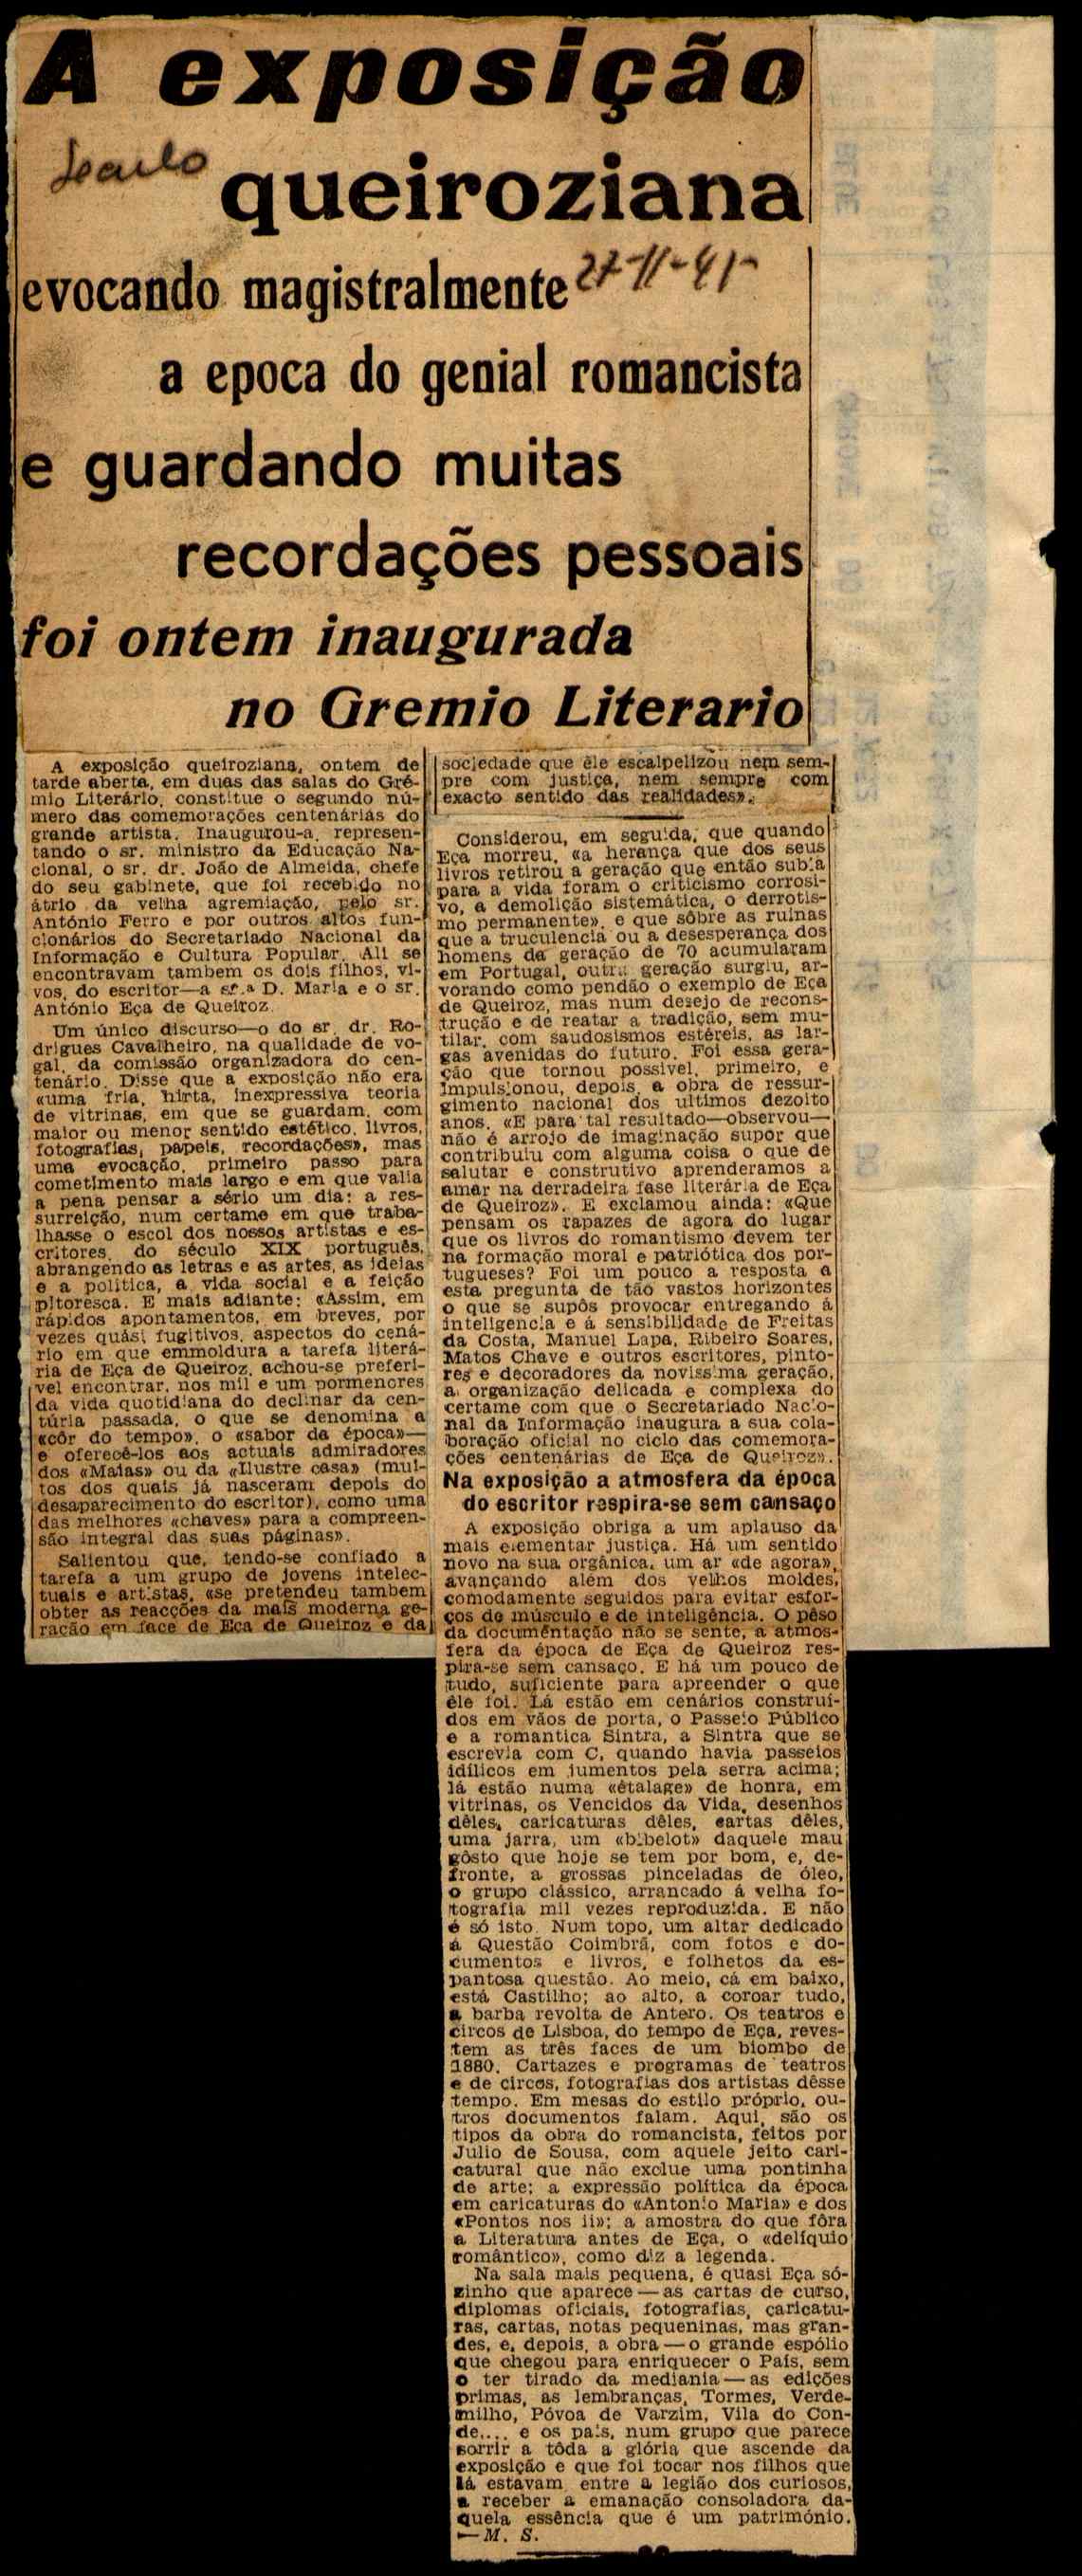 A exposição
Seculo
queiroziana
evocando magistralmente
27-11-45
a epoca do genial romancista
e guardando muitas
recordações pessoais
foi ontem inaugurada
no Gremio Literario
A exposição queiroziana, ontem de
tarde aberta, em duas das salas do Gré-
mio Literário, constitue o segundo nú-
mero das comemorações centenárias do
grande artista. Inaugurou-a, represen-
tando o sr. ministro da Educação Na-
cional, o sr. dr. João de Almeida, chefe
do seu gabinete, que foi recebido no
átrio da velha agremiação, pelo sr.
António Ferro e por outros altos fun-
cionários do Secretariado Nacional da
Informação e Cultura Popular. Ali se
encontravam tambem os dois filhos, vi-
vos, do escritor—a sr.ª D. Maria e o sr.
António Eça de Queiroz.
Um único discurso—o do sr. dr. Ro-
drigues Cavalheiro, na qualidade de vo-
gal, da comissão organizadora do cen-
tenário. Disse que a exposição não era
«uma fria, hirta, inexpressiva teoria
de vitrinas, em que se guardam, com
maior ou menor sentido estético, livros,
fotografias, papeis, recordações», mas
uma evocação, primeiro passo para
cometimento mais largo e em que valia
a pena pensar a sério um dia: a res-
surreição, num certame em que traba-
lhasse o escol dos nossos artistas e es-
critores, do século XIX português,
abrangendo as letras e as artes, as ideias
e a política, a vida social e a feição
pitoresca. E mais adiante: «Assim, em
rápidos apontamentos, em breves, por
vezes quási fugitivos, aspectos do cená-
rio em que emmoldura a tarefa literá-
ria de Eça de Queiroz, achou-se preferí-
vel encontrar, nos mil e um pormenores
da vida quotidiana do declinar da cen-
túria passada, o que se denomina a
«côr do tempo», o «sabor da época»—
e oferecê-los aos actuais admiradores
dos «Maias» ou da «Ilustre casa» (mui-
tos dos quais já nasceram depois do
desaparecimento do escritor), como uma
das melhores «chaves» para a compreen-
são integral das suas páginas».
Salientou que, tendo-se confiado a
tarefa a um grupo de jovens intelec-
tuais e artistas, «se pretendeu tambem
obter as reacções da mais moderna ge-
ração em face de Eça de Queiroz e da
sociedade que êle escalpelizou nem sem-
pre com justiça, nem sempre com
exacto sentido das realidades».
Considerou, em seguida, que quando
Eça morreu, «a herança que dos seus
livros retirou a geração que então subia
para a vida foram o criticismo corrosi-
vo, a demolição sistemática, o derrotis-
mo permanente», e que sôbre as ruinas
que a truculencia ou a desesperança dos
homens da geração de 70 acumularam
em Portugal, outra geração surgiu, ar-
vorando como pendão o exemplo de Eça
de Queiroz, mas num desejo de recons-
trução e de reatar a tradição, sem mu-
tilar, com saudosismos estéreis, as lar-
gas avenidas do futuro. Foi essa gera-
ção que tornou possivel, primeiro, e
impulsionou, depois, a obra de ressur-
gimento nacional dos ultimos dezoito
anos. «E para tal resultado—observou—
não é arrojo de imaginação supor que
contribuiu com alguma coisa o que de
salutar e construtivo aprenderamos a
amar na derradeira fase literária de Eça
de Queiroz». E exclamou ainda: «Que
pensam os rapazes de agora do lugar
que os livros do romantismo devem ter
na formação moral e patriótica dos por-
tugueses? Foi um pouco a resposta a
esta pregunta de tão vastos horizontes
o que se supôs provocar entregando á
inteligencia e á sensibilidade de Freitas
da Costa, Manuel Lapa, Ribeiro Soares,
Matos Chave e outros escritores, pinto-
res e decoradores da novissima geração,
a organização delicada e complexa do
certame com que o Secretariado Nacio-
nal da Informação inaugura a sua cola-
boração oficial no ciclo das comemora-
ções centenárias de Eça de Queiroz».
Na exposição a atmosfera da época
do escritor respira-se sem cansaço
A exposição obriga a um aplauso da
mais elementar justiça. Há um sentido
novo na sua orgânica, um ar «de agora»,
avançando além dos velhos moldes,
comodamente seguidos para evitar esfor-
ços de músculo e de inteligência. O pêso
da documentação não se sente, a atmos-
fera da época de Eça de Queiroz res-
pira-se sem cansaço. E há um pouco de
tudo, suficiente para apreender o que
êle foi. Lá estão em cenários construí-
dos em vãos de porta, o Passeio Público
e a romantica Sintra, a Sintra que se
escrevia com C, quando havia passeios
idílicos em jumentos pela serra acima;
lá estão numa «étalage» de honra, em
vitrinas, os Vencidos da Vida, desenhos
dêles, caricaturas dêles, cartas dêles,
uma jarra, um «bibelot» daquele mau
gôsto que hoje se tem por bom, e, de-
fronte, a grossas pinceladas de óleo,
o grupo clássico, arrancado á velha fo-
tografia mil vezes reproduzida. E não
é só isto. Num topo, um altar dedicado
á Questão Coimbrã, com fotos e do-
cumentos e livros, e folhetos da es-
pantosa questão. Ao meio, cá em baixo,
está Castilho; ao alto, a coroar tudo,
a barba revolta de Antero. Os teatros e
circos de Lisboa, do tempo de Eça, reves-
tem as três faces de um biombo de
1880. Cartazes e programas de teatros
e de circos, fotografias dos artistas dêsse
tempo. Em mesas do estilo próprio, ou-
tros documentos falam. Aqui, são os
tipos da obra do romancista, feitos por
Julio de Sousa, com aquele jeito cari-
catural que não exclue uma pontinha
de arte; a expressão política da época
em caricaturas do «Antonio Maria» e dos
«Pontos nos ii»; a amostra do que fôra
a Literatura antes de Eça, o «delíquio
romântico», como diz a legenda.
Na sala mais pequena, é quasi Eça só-
zinho que aparece — as cartas de curso,
diplomas oficiais, fotografias, caricatu-
ras, cartas, notas pequeninas, mas gran-
des, e, depois, a obra — o grande espólio
que chegou para enriquecer o País, sem
o ter tirado da mediania — as edições
primas, as lembranças, Tormes, Verde-
milho, Póvoa de Varzim, Vila do Con-
de.... e os pais, num grupo que parece
sorrir a tôda a glória que ascende da
exposição e que foi tocar nos filhos que
lá estavam, entre a legião dos curiosos,
a receber a emanação consoladora da-
quela essência que é um património.
—M. S.